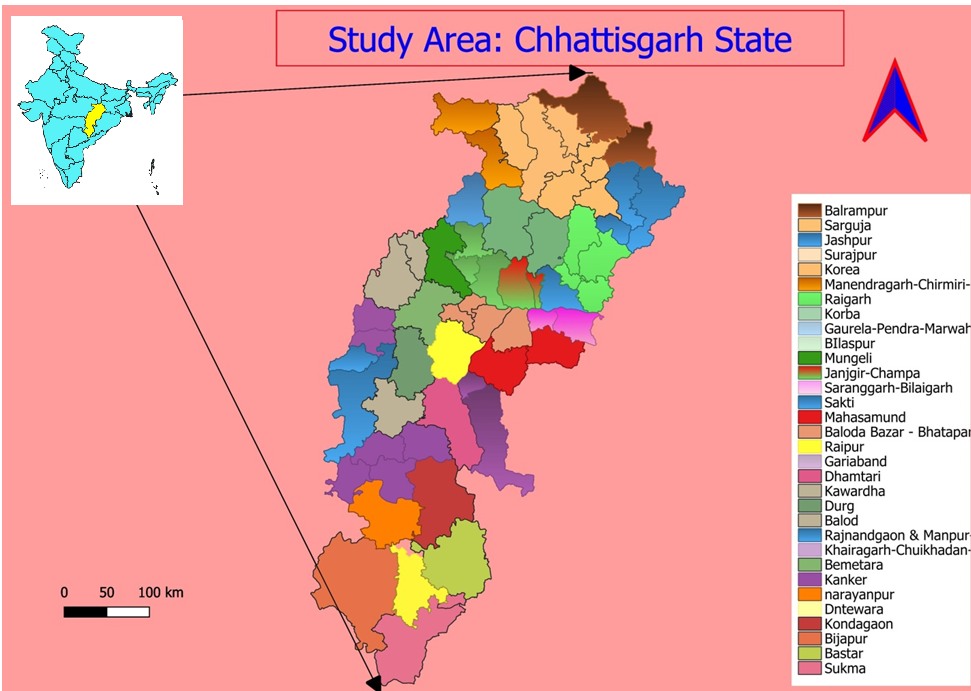 Study Area: Chhattisgarh State
Balrampur
Sarguja
Jashpur
Surajpur
Korea
Manendragarh-Chirmiri-
Raigarh
Korba
Gaurela-Pendra-Marwah
BIlaspur
Mungeli
Janjgir-Champa
Saranggarh-Bilaigarh
Sakti
Mahasamund
Baloda Bazar - Bhatapar
Raipur
Gariaband
Dhamtari
Kawardha
Durg
Balod
Rajnandgaon & Manpur-
Khairagarh-Chuikhadan-
Bemetara
Kanker
narayanpur
Dntewara
Kondagaon
Bijapur
Bastar
Sukma
0 50 100 km